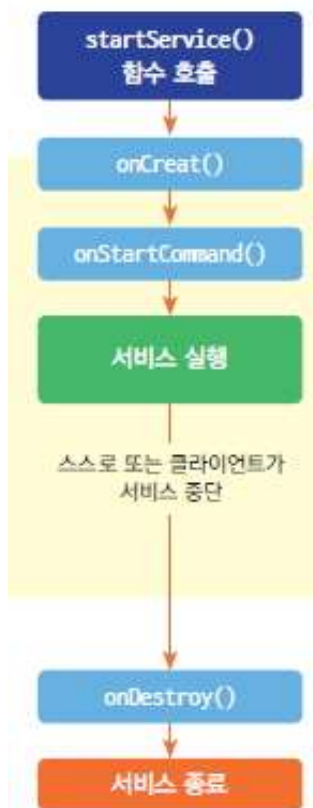 startService()
함수 호출
onCreat()
onStartCommand()
서비스 실행
스스로 또는 클라이언트가
서비스 중단
onDestroy()
서비스 종료